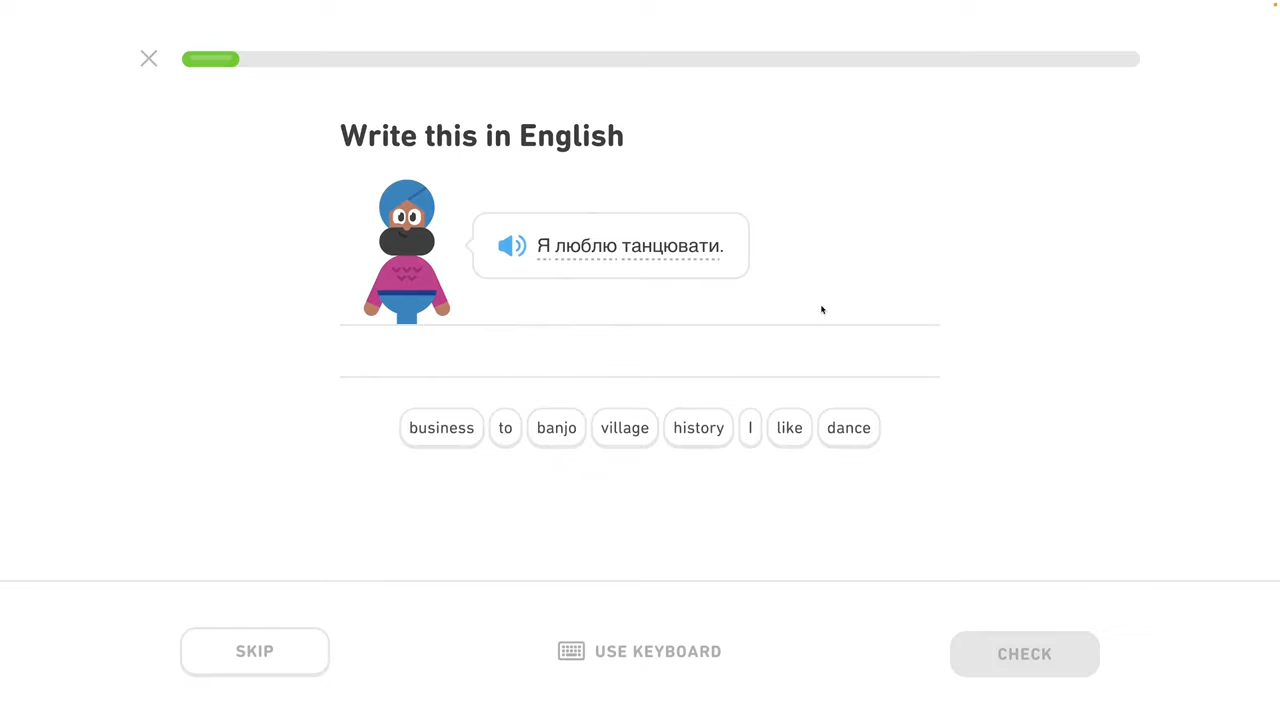 Write this in English
Я люблю танцювати.
business to banjo village history I like dance
SKIP USE KEYBOARD CHECK